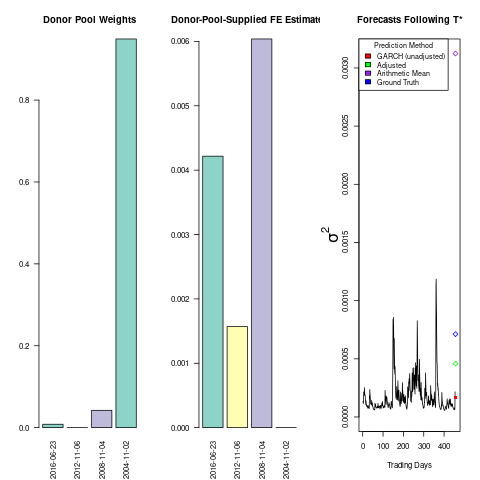 Donor Pool Weights
0.8
0.6
0.4
0.2
0.0
2016-06-23
2012-11-06
2008-11-04
2004-11-02
Donor-Pool-Supplied FE Estimate
0.006
0.005
0.004
0.003
0.002
0.001
0.000
2016-06-23
2012-11-06
2008-11-04
2004-11-02
Forecasts Following T*
Prediction Method
GARCH (unadjusted)
Adjusted
Arithmetic Mean
Ground Truth
σ²
0.0030
0.0025
0.0020
0.0015
0.0010
0.0005
0.0000
0 100 200 300 400
Trading Days